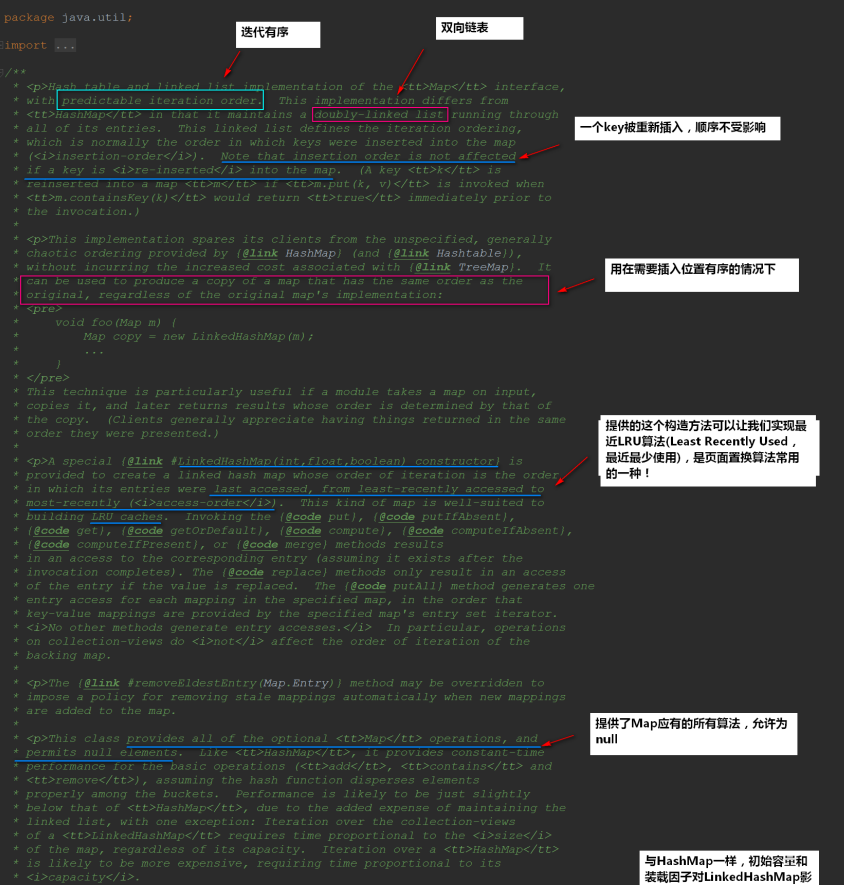 package java.util;
迭代有序
双向链表
import ...
/**
* <p>Hash table and linked list implementation of the <tt>Map</tt> interface,
* with predictable iteration order.  This implementation differs from
* <tt>HashMap</tt> in that it maintains a doubly-linked list running through
* all of its entries.  This linked list defines the iteration ordering,
* which is normally the order in which keys were inserted into the map
* (<i>insertion-order</i>).  Note that insertion order is not affected
* if a key is <i>re-inserted</i> into the map.  (A key <tt>k</tt> is
* reinserted into a map <tt>m</tt> if <tt>m.put(k, v)</tt> is invoked when
* <tt>m.containsKey(k)</tt> would return <tt>true</tt> immediately prior to
* the invocation.)
一个key被重新插入，顺序不受影响
*
* <p>This implementation spares its clients from the unspecified, generally
* chaotic ordering provided by {@link HashMap} (and {@link Hashtable}),
* without incurring the increased cost associated with {@link TreeMap}.  It
* can be used to produce a copy of a map that has the same order as the
* original, regardless of the original map's implementation:
用在需要插入位置有序的情况下
* <pre>
*     void foo(Map m) {
*         Map copy = new LinkedHashMap(m);
*         ...
*     }
* </pre>
* This technique is particularly useful if a module takes a map on input,
* copies it, and later returns results whose order is determined by that of
* the copy.  (Clients generally appreciate having things returned in the same
* order they were presented.)
*
* <p>A special {@link #LinkedHashMap(int,float,boolean) constructor} is
* provided to create a linked hash map whose order of iteration is the order
* in which its entries were last accessed, from least-recently accessed to
* most-recently (<i>access-order</i>).  This kind of map is well-suited to
* building LRU caches.  Invoking the {@code put}, {@code putIfAbsent},
* {@code get}, {@code getOrDefault}, {@code compute}, {@code computeIfAbsent},
* {@code computeIfPresent}, or {@code merge} methods results
* in an access to the corresponding entry (assuming it exists after the
* invocation completes). The {@code replace} methods only result in an access
* of the entry if the value is replaced.  The {@code putAll} method generates one
* entry access for each mapping in the specified map, in the order that
* key-value mappings are provided by the specified map's entry set iterator.
* <i>No other methods generate entry accesses.</i>  In particular, operations
* on collection-views do <i>not</i> affect the order of iteration of the
* backing map.
提供的这个构造方法可以让我们实现最
近LRU算法(Least Recently Used，
最近最少使用)，是页面置换算法常用
的一种！
*
* <p>The {@link #removeEldestEntry(Map.Entry)} method may be overridden to
* impose a policy for removing stale mappings automatically when new mappings
* are added to the map.
*
* <p>This class provides all of the optional <tt>Map</tt> operations, and
* permits null elements.  Like <tt>HashMap</tt>, it provides constant-time
* performance for the basic operations (<tt>add</tt>, <tt>contains</tt> and
* <tt>remove</tt>), assuming the hash function disperses elements
* properly among the buckets.  Performance is likely to be just slightly
* below that of <tt>HashMap</tt>, due to the added expense of maintaining the
* linked list, with one exception: Iteration over the collection-views
* of a <tt>LinkedHashMap</tt> requires time proportional to the <i>size</i>
* of the map, regardless of its capacity.  Iteration over a <tt>HashMap</tt>
* is likely to be more expensive, requiring time proportional to its
* <i>capacity</i>.
提供了Map应有的所有算法，允许为
null
与HashMap一样，初始容量和
装载因子对LinkedHashMap影